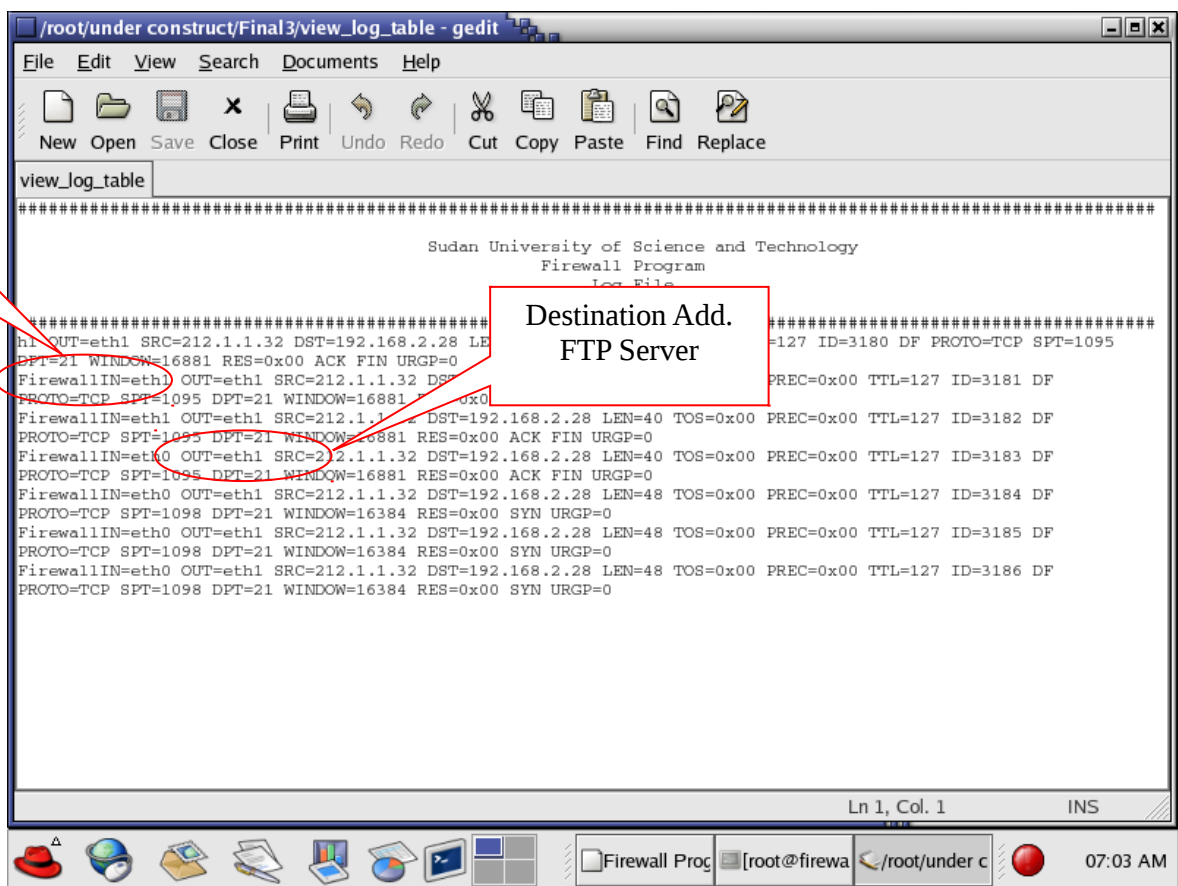 /root/under construct/Final3/view_log_table - gedit
File Edit View Search Documents Help
New Open Save Close Print Undo Redo Cut Copy Paste Find Replace
view_log_table
##############################################################################################################
Sudan University of Science and Technology
Firewall Program
Log File
Destination Add.
FTP Server
##############################################################################################################
h1 OUT=eth1 SRC=212.1.1.32 DST=192.168.2.28 LE =127 ID=3180 DF PROTO=TCP SPT=1095
DPT=21 WINDOW=16881 RES=0x00 ACK FIN URGP=0
FirewallIN=eth1 OUT=eth1 SRC=212.1.1.32 DST PREC=0x00 TTL=127 ID=3181 DF
PROTO=TCP SPT=1095 DPT=21 WINDOW=16881
FirewallIN=eth1 OUT=eth1 DST=192.168.2.28 LEN=40 TOS=0x00 PREC=0x00 TTL=127 ID=3182 DF
PROTO=TCP SPT=1095 DPT=21 WINDOW=16881 RES=0x00 ACK FIN URGP=0
FirewallIN=eth0 OUT=eth1 SRC=212.1.1.32 DST=192.168.2.28 LEN=40 TOS=0x00 PREC=0x00 TTL=127 ID=3183 DF
PROTO=TCP SPT=1095 DPT=21 WINDOW=16881 RES=0x00 ACK FIN URGP=0
FirewallIN=eth0 OUT=eth1 SRC=212.1.1.32 DST=192.168.2.28 LEN=48 TOS=0x00 PREC=0x00 TTL=127 ID=3184 DF
PROTO=TCP SPT=1098 DPT=21 WINDOW=16384 RES=0x00 SYN URGP=0
FirewallIN=eth0 OUT=eth1 SRC=212.1.1.32 DST=192.168.2.28 LEN=48 TOS=0x00 PREC=0x00 TTL=127 ID=3185 DF
PROTO=TCP SPT=1098 DPT=21 WINDOW=16384 RES=0x00 SYN URGP=0
FirewallIN=eth0 OUT=eth1 SRC=212.1.1.32 DST=192.168.2.28 LEN=48 TOS=0x00 PREC=0x00 TTL=127 ID=3186 DF
PROTO=TCP SPT=1098 DPT=21 WINDOW=16384 RES=0x00 SYN URGP=0
Ln 1, Col. 1 INS
Firewall Prog [root@firewa /root/under c 07:03 AM